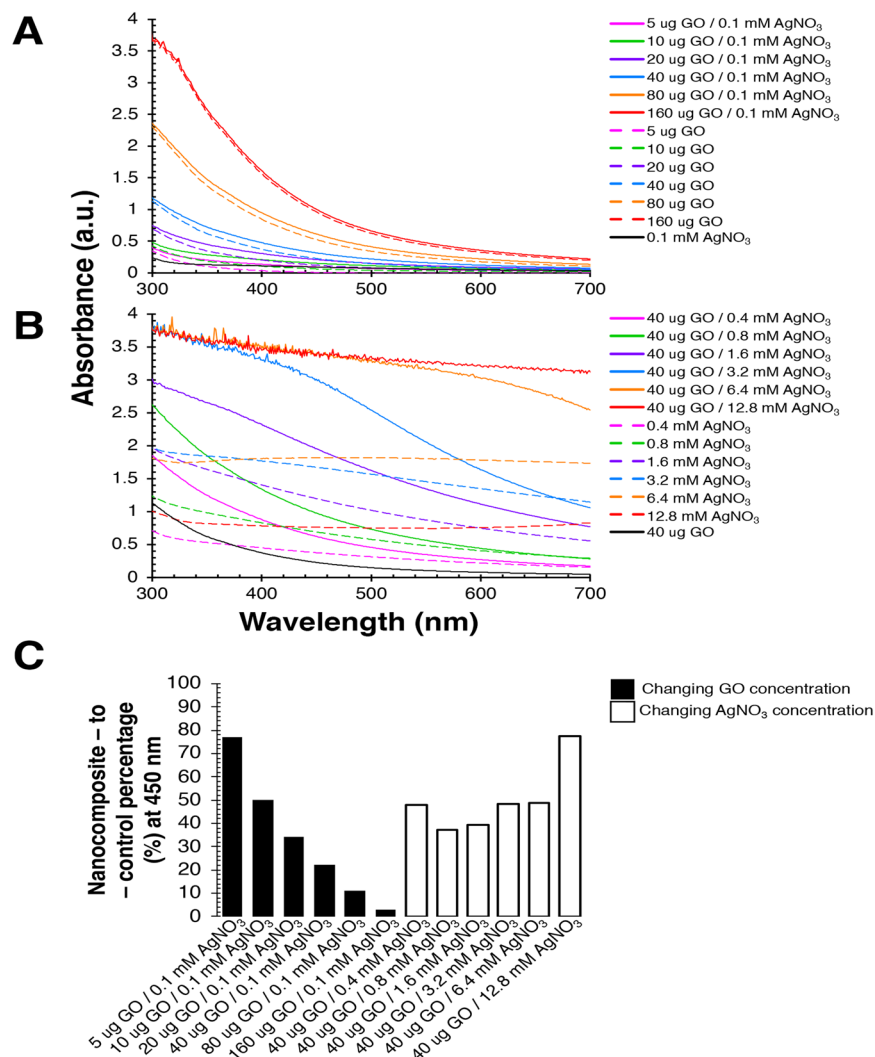 A
Absorbance (a.u.)
4
3.5
3
2.5
2
1.5
1
0.5
0
300
400
500
600
700
5 ug GO / 0.1 mM AgNO₃
10 ug GO / 0.1 mM AgNO₃
20 ug GO / 0.1 mM AgNO₃
40 ug GO / 0.1 mM AgNO₃
80 ug GO / 0.1 mM AgNO₃
160 ug GO / 0.1 mM AgNO₃
5 ug GO
10 ug GO
20 ug GO
40 ug GO
80 ug GO
160 ug GO
0.1 mM AgNO₃
B
4
3.5
3
2.5
2
1.5
1
0.5
0
300
400
500
600
700
Wavelength (nm)
40 ug GO / 0.4 mM AgNO₃
40 ug GO / 0.8 mM AgNO₃
40 ug GO / 1.6 mM AgNO₃
40 ug GO / 3.2 mM AgNO₃
40 ug GO / 6.4 mM AgNO₃
40 ug GO / 12.8 mM AgNO₃
0.4 mM AgNO₃
0.8 mM AgNO₃
1.6 mM AgNO₃
3.2 mM AgNO₃
6.4 mM AgNO₃
12.8 mM AgNO₃
40 ug GO
C
Nanocomposite – to
– control percentage
(%) at 450 nm
100
90
80
70
60
50
40
30
20
10
0
5 ug GO / 0.1 mM AgNO₃
10 ug GO / 0.1 mM AgNO₃
20 ug GO / 0.1 mM AgNO₃
40 ug GO / 0.1 mM AgNO₃
80 ug GO / 0.1 mM AgNO₃
160 ug GO / 0.1 mM AgNO₃
40 ug GO / 0.4 mM AgNO₃
40 ug GO / 0.8 mM AgNO₃
40 ug GO / 1.6 mM AgNO₃
40 ug GO / 3.2 mM AgNO₃
40 ug GO / 6.4 mM AgNO₃
40 ug GO / 12.8 mM AgNO₃
Changing GO concentration
Changing AgNO₃ concentration